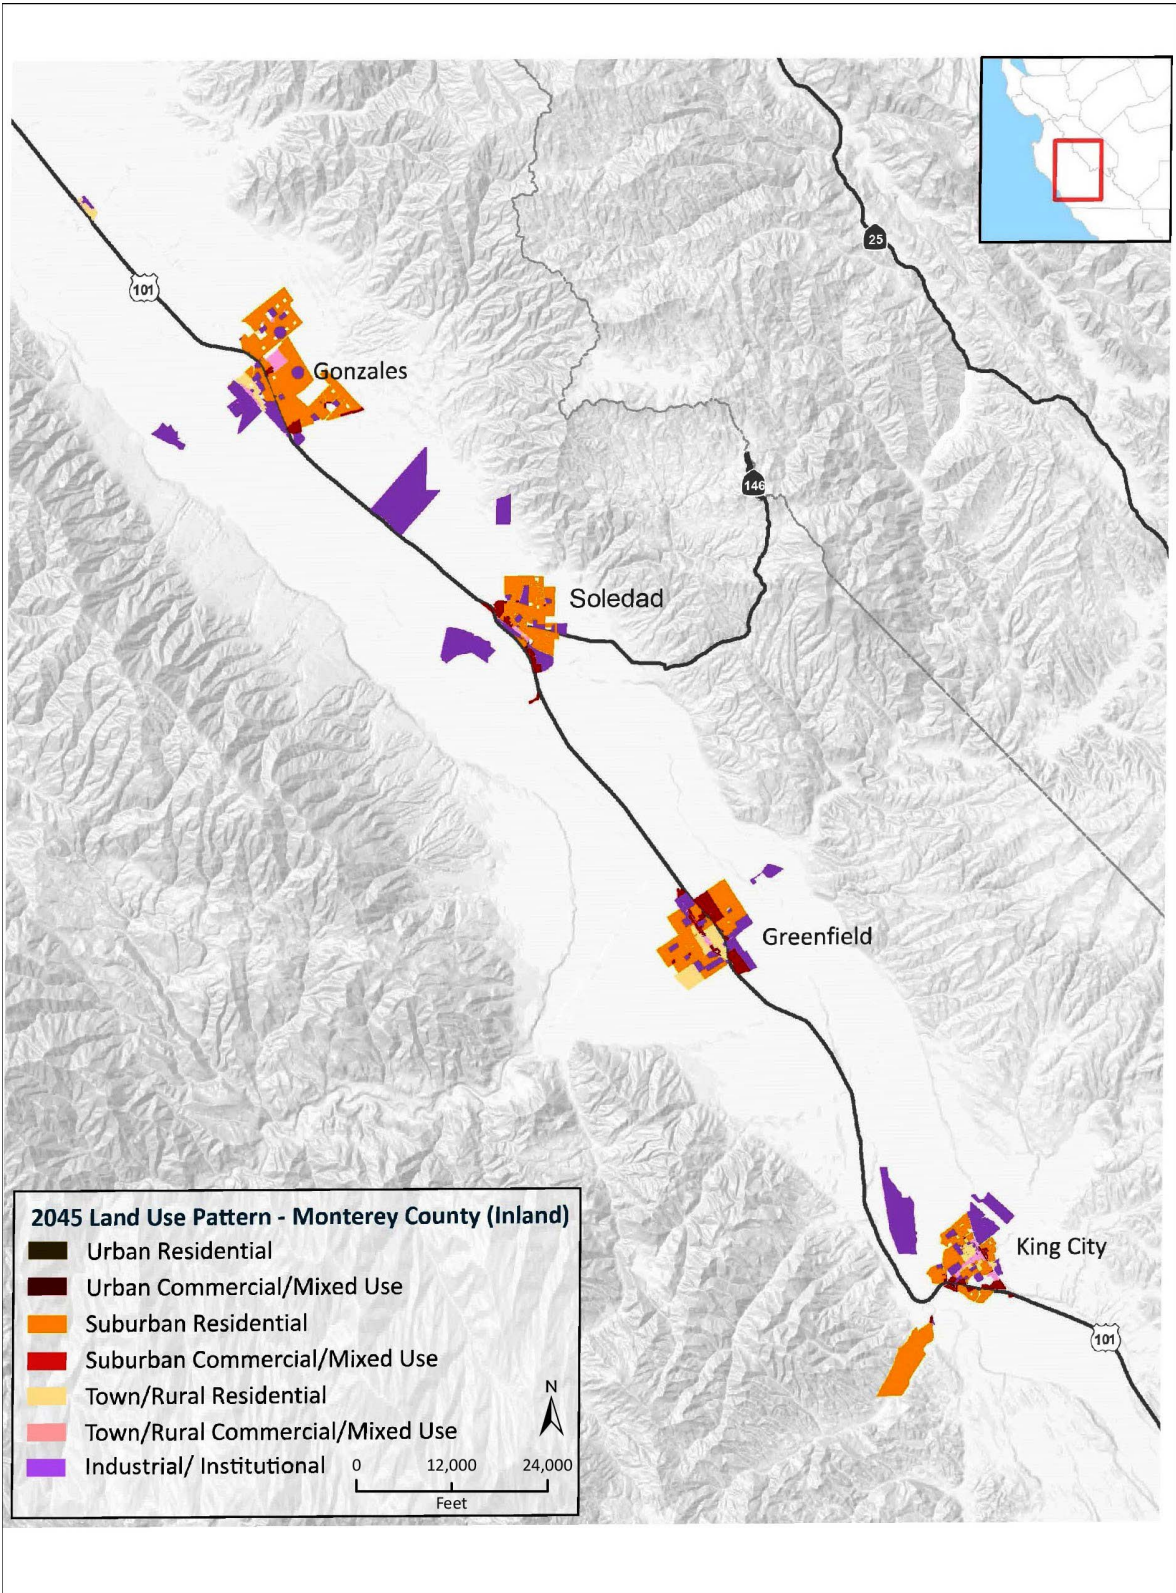 25
101
Gonzales
146
Soledad
Greenfield
King City
101
2045 Land Use Pattern - Monterey County (Inland)
Urban Residential
Urban Commercial/Mixed Use
Suburban Residential
Suburban Commercial/Mixed Use
Town/Rural Residential
Town/Rural Commercial/Mixed Use
Industrial/ Institutional
N
0 12,000 24,000
Feet